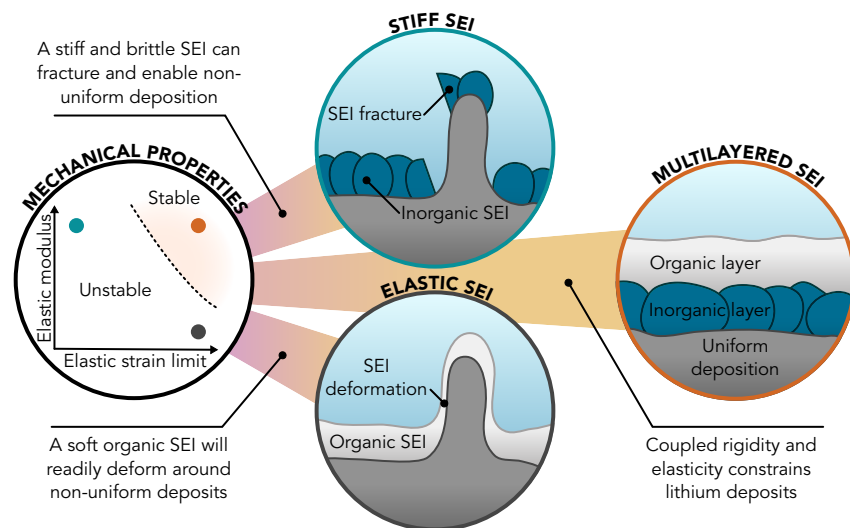 STIFF SEI
A stiff and brittle SEI can
fracture and enable non-
uniform deposition
SEI fracture
Inorganic SEI
MECHANICAL PROPERTIES
Stable
Unstable
Elastic modulus
Elastic strain limit
MULTILAYERED SEI
Organic layer
Inorganic layer
Uniform
deposition
ELASTIC SEI
SEI
deformation
Organic SEI
A soft organic SEI will
readily deform around
non-uniform deposits
Coupled rigidity and
elasticity constrains
lithium deposits